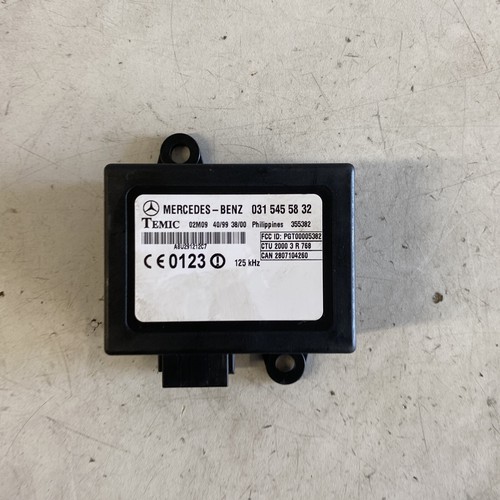 MERCEDES-BENZ 031 545 58 32
TEMIC 02M09 40/99 38/00 Philippines 355382
FCC ID: PGT00005382
CTU 2000 3 R 768
A8U291212C7 CAN 2807104260
CE 0123 125 kHz